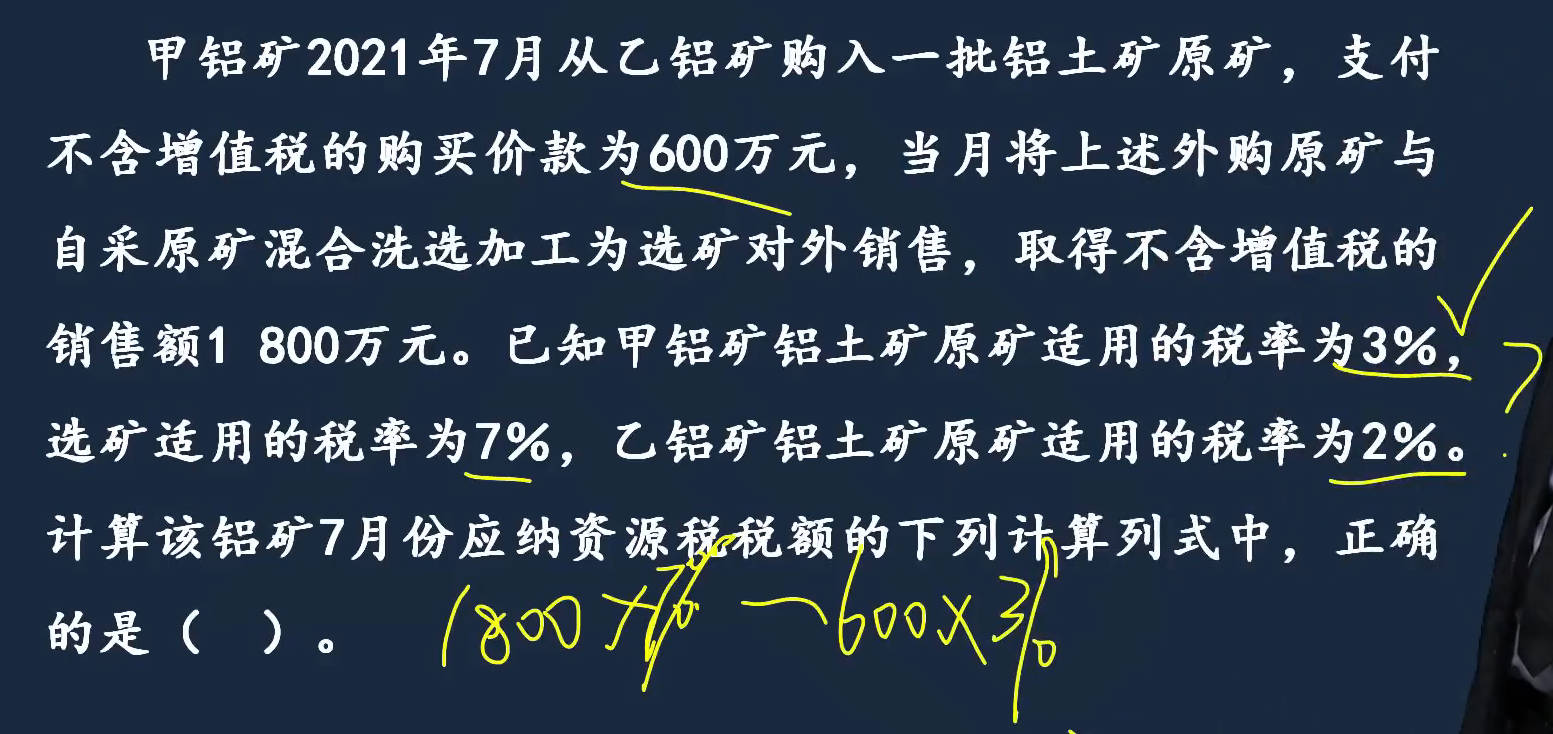 甲铝矿2021年7月从乙铝矿购入一批铝土矿原矿，支付
不含增值税的购买价款为600万元，当月将上述外购原矿与
自采原矿混合洗选加工为选矿对外销售，取得不含增值税的
销售额1 800万元。已知甲铝矿铝土矿原矿适用的税率为3%，
选矿适用的税率为7%，乙铝矿铝土矿原矿适用的税率为2%。
计算该铝矿7月份应纳资源税税额的下列计算列式中，正确
的是（ ）。
1800×7%－600×3%